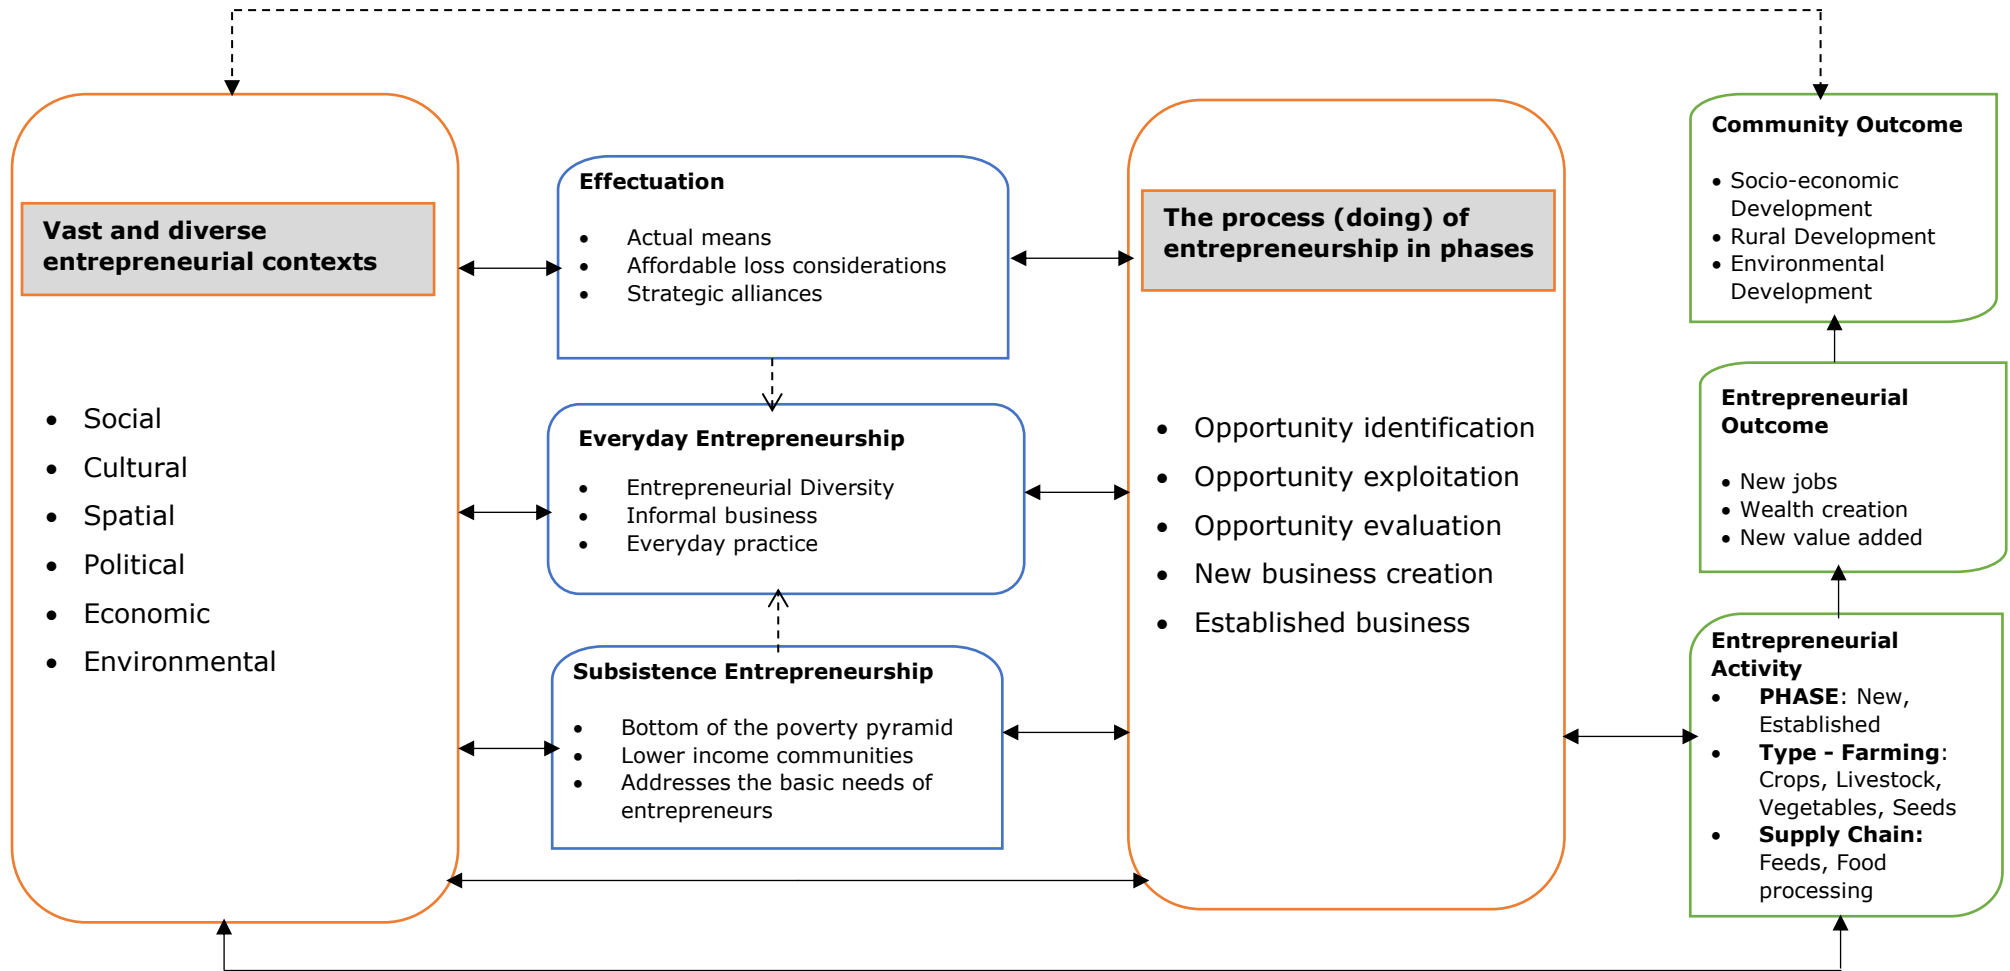 Vast and diverse
entrepreneurial contexts
• Social
• Cultural
• Spatial
• Political
• Economic
• Environmental
Effectuation
• Actual means
• Affordable loss considerations
• Strategic alliances
Everyday Entrepreneurship
• Entrepreneurial Diversity
• Informal business
• Everyday practice
Subsistence Entrepreneurship
• Bottom of the poverty pyramid
• Lower income communities
• Addresses the basic needs of
entrepreneurs
The process (doing) of
entrepreneurship in phases
• Opportunity identification
• Opportunity exploitation
• Opportunity evaluation
• New business creation
• Established business
Community Outcome
• Socio-economic
Development
• Rural Development
• Environmental
Development
Entrepreneurial
Outcome
• New jobs
• Wealth creation
• New value added
Entrepreneurial
Activity
• PHASE: New,
Established
• Type - Farming:
Crops, Livestock,
Vegetables, Seeds
• Supply Chain:
Feeds, Food
processing